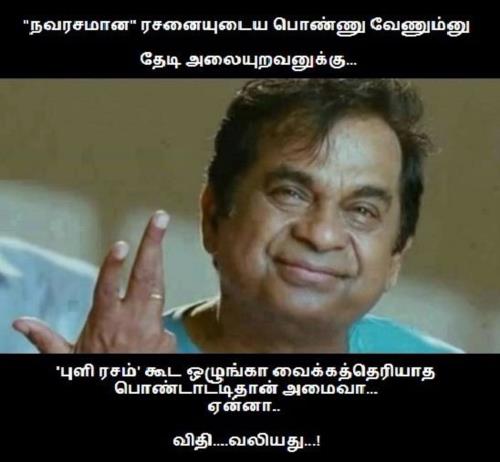 "நவரசமான" ரசனையுடைய பொண்ணு வேணும்னு
தேடி அலையுறவனுக்கு...
'புளி ரசம்' கூட ஒழுங்கா வைக்கத்தெரியாத
பொண்டாட்டிதான் அமைவா...
ஏன்னா..
விதி....வலியது...!